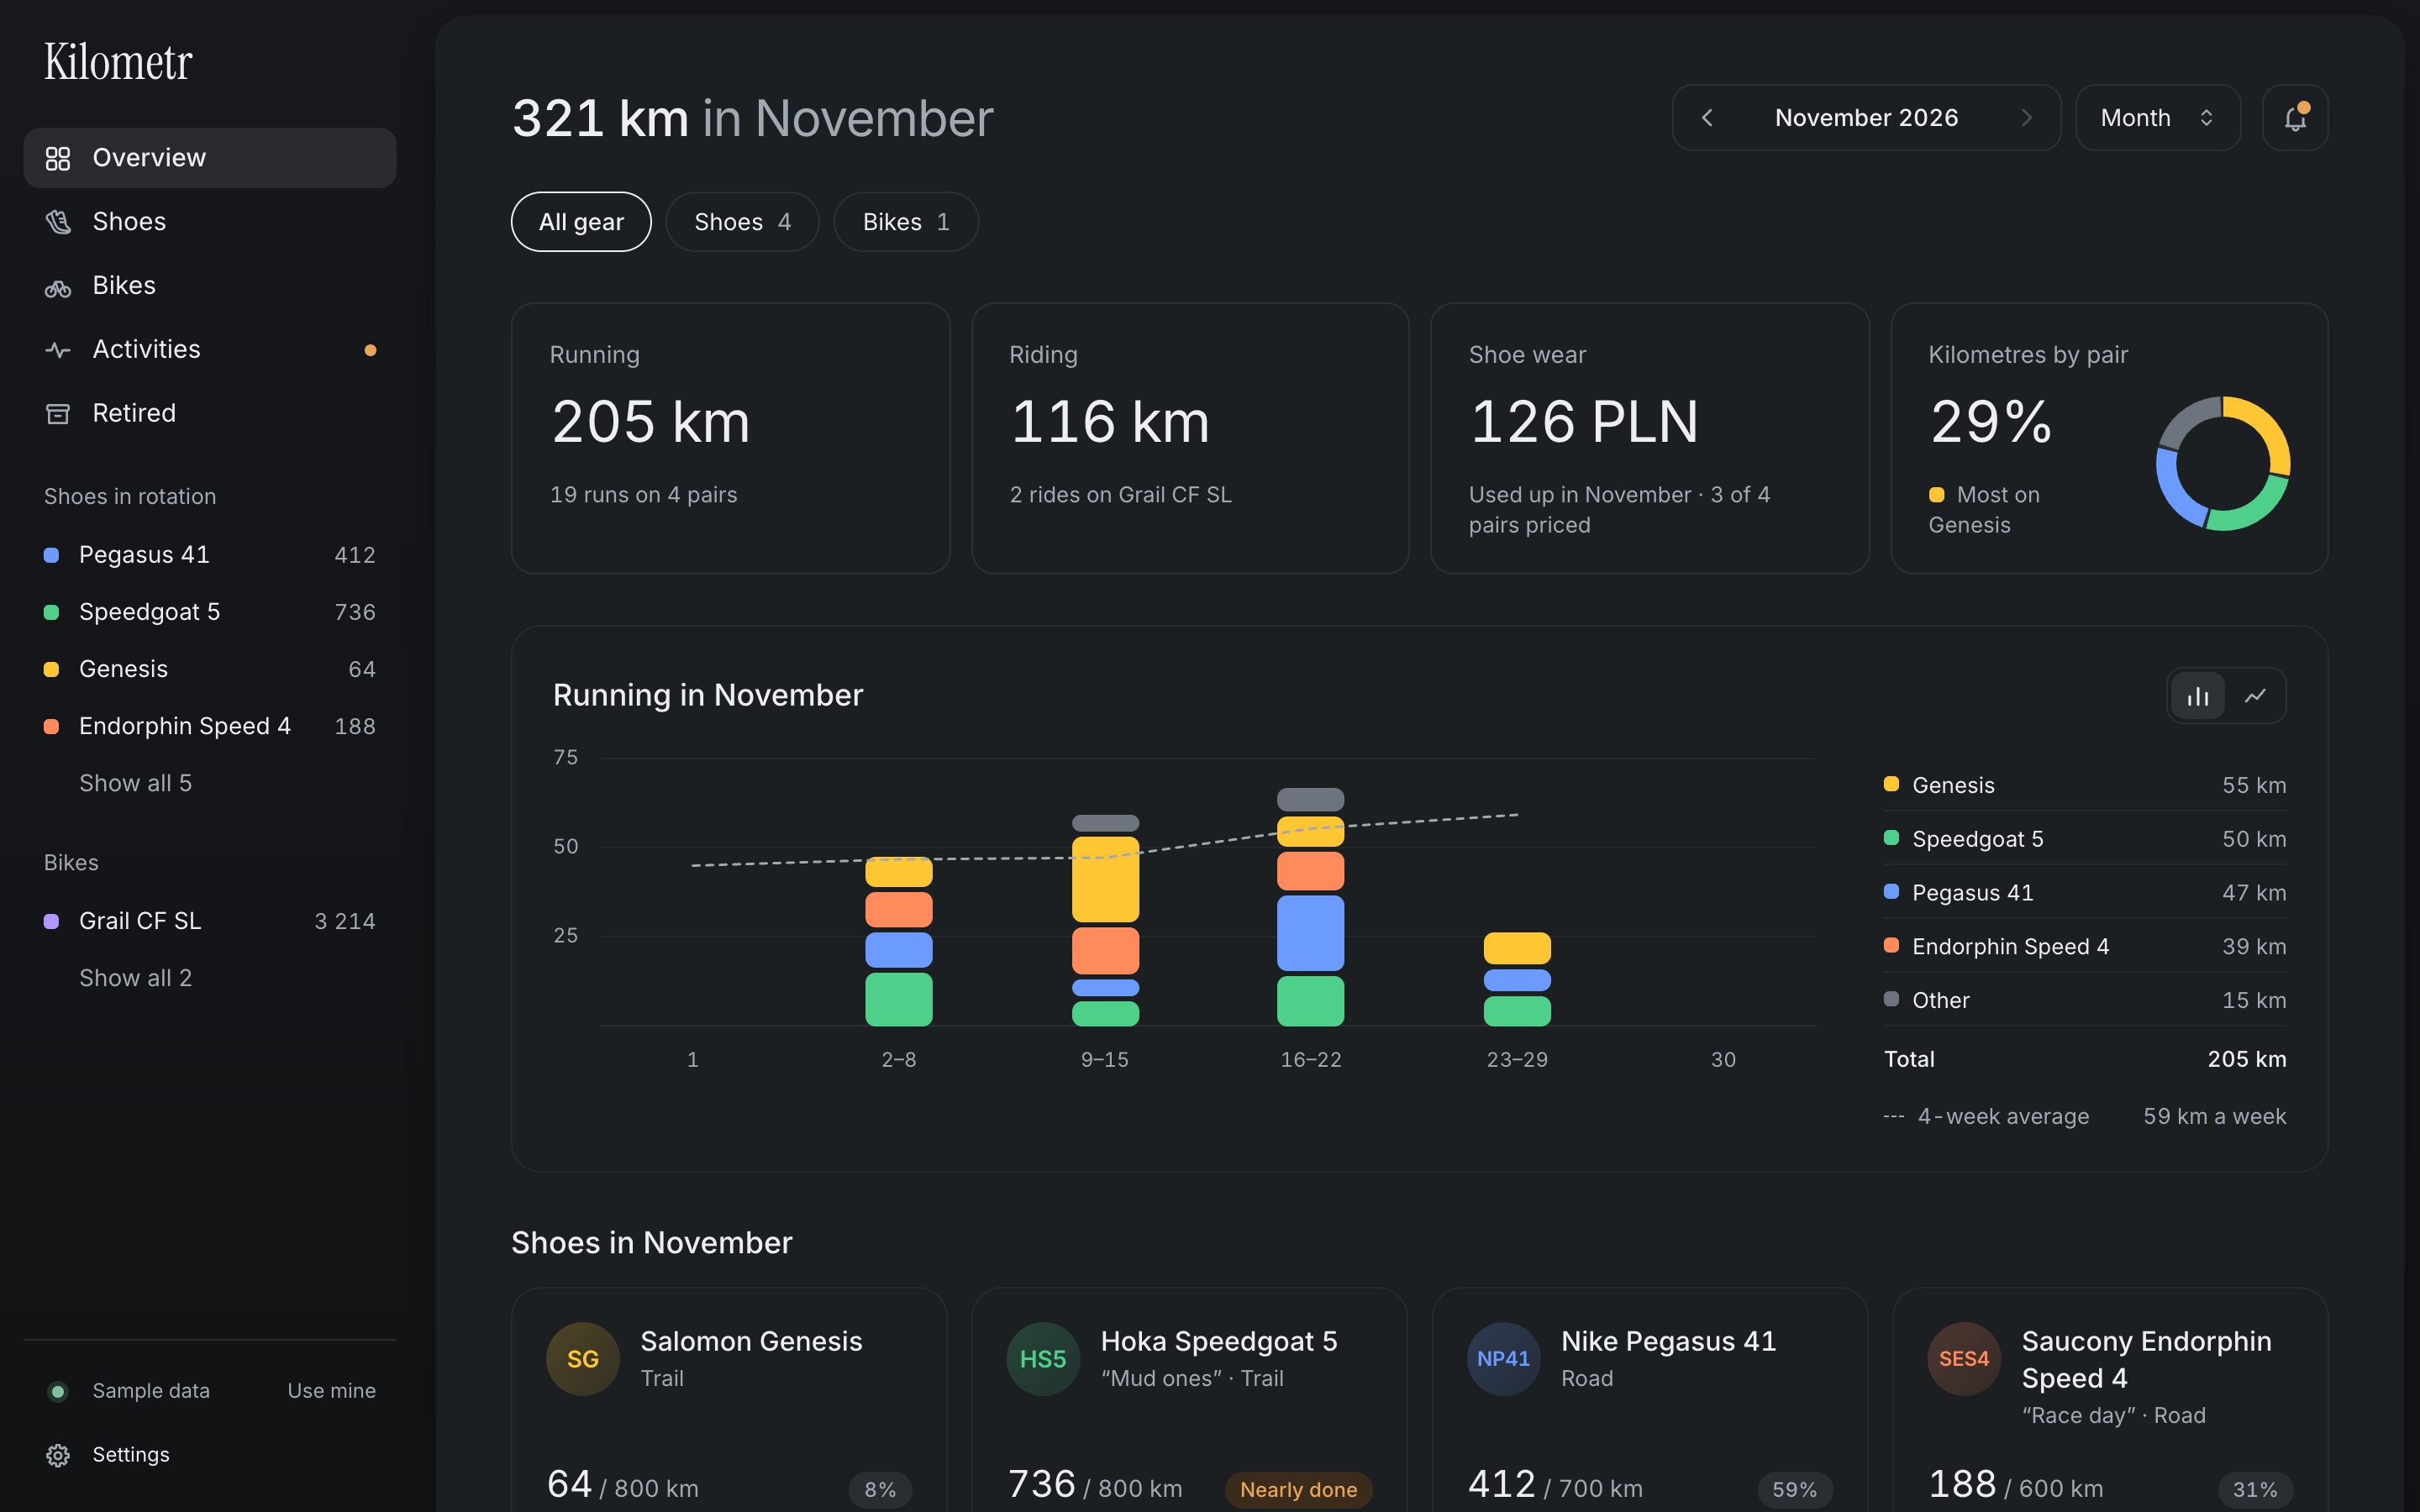 Kilometr
Overview
Shoes
Bikes
Activities
Retired
Shoes in rotation
Pegasus 41 412
Speedgoat 5 736
Genesis 64
Endorphin Speed 4 188
Show all 5
Bikes
Grail CF SL 3 214
Show all 2
Sample data Use mine
Settings
321 km in November
November 2026
Month
All gear
Shoes 4
Bikes 1
Running
205 km
19 runs on 4 pairs
Riding
116 km
2 rides on Grail CF SL
Shoe wear
126 PLN
Used up in November · 3 of 4
pairs priced
Kilometres by pair
29%
Most on
Genesis
Running in November
75
50
25
1 2–8 9–15 16–22 23–29 30
Genesis 55 km
Speedgoat 5 50 km
Pegasus 41 47 km
Endorphin Speed 4 39 km
Other 15 km
Total 205 km
4-week average 59 km a week
Shoes in November
SG
Salomon Genesis
Trail
64 / 800 km
8%
HS5
Hoka Speedgoat 5
“Mud ones” · Trail
736 / 800 km
Nearly done
NP41
Nike Pegasus 41
Road
412 / 700 km
59%
SES4
Saucony Endorphin
Speed 4
“Race day” · Road
188 / 600 km
31%